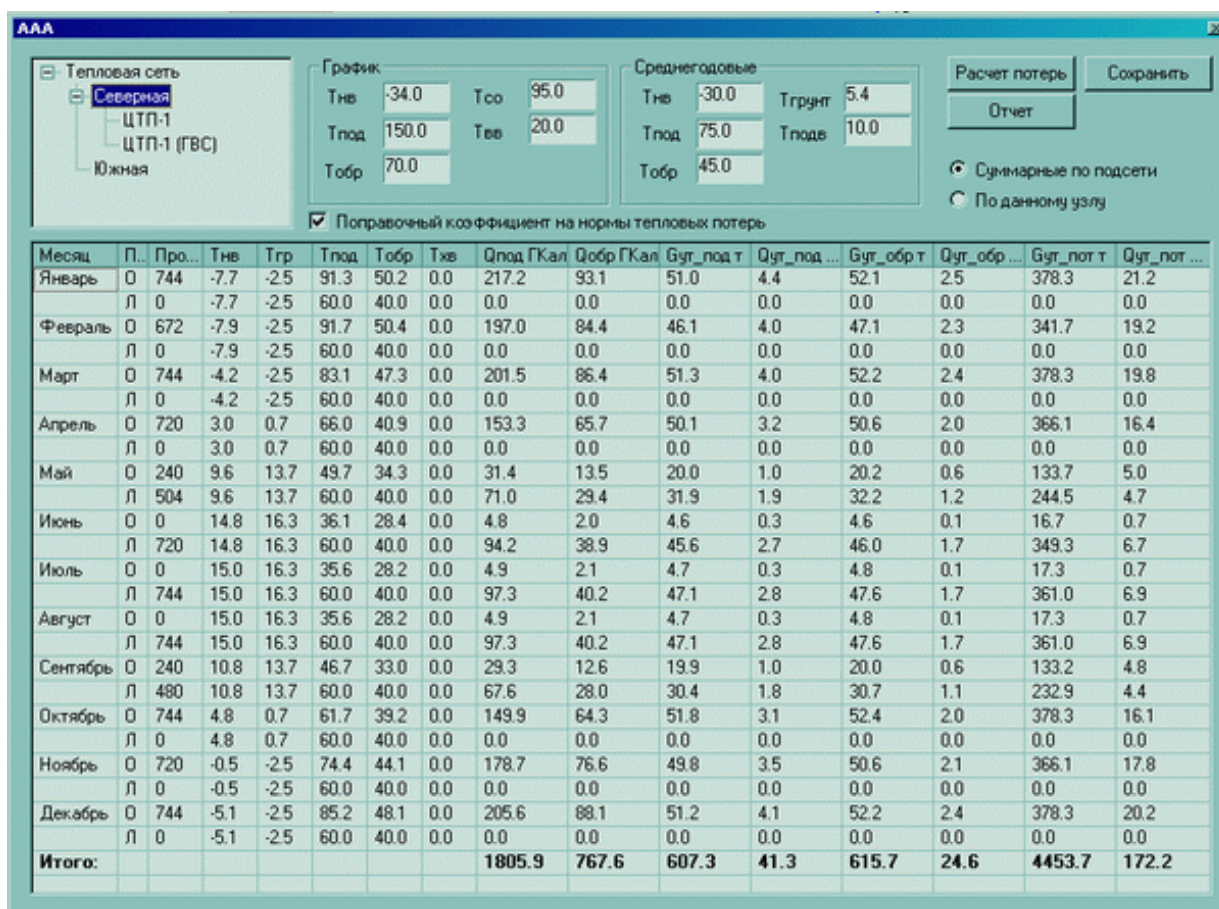 AAA
Тепловая сеть
Северная
ЦТП-1
ЦТП-1 (ГВС)
Южная
График
Тнв -34.0 Тсо 95.0
Тпод 150.0 Твв 20.0
Тобр 70.0
Среднегодовые
Тнв -30.0 Тгрунт 5.4
Тпод 75.0 Тподв 10.0
Тобр 45.0
Расчет потерь Сохранить
Отчет
Суммарные по подсети
По данному узлу
Поправочный коэффициент на нормы тепловых потерь
Месяц П.. Про... Тнв Тгр Тпод Тобр Тхв Qпод ГКал Qобр ГКал Gут_под т Qут_под ... Gут_обр т Qут_обр ... Gут_пот т Qут_пот ...
Январь О 744 -7.7 -2.5 91.3 50.2 0.0 217.2 93.1 51.0 4.4 52.1 2.5 378.3 21.2
Л 0 -7.7 -2.5 60.0 40.0 0.0 0.0 0.0 0.0 0.0 0.0 0.0 0.0 0.0
Февраль О 672 -7.9 -2.5 91.7 50.4 0.0 197.0 84.4 46.1 4.0 47.1 2.3 341.7 19.2
Л 0 -7.9 -2.5 60.0 40.0 0.0 0.0 0.0 0.0 0.0 0.0 0.0 0.0 0.0
Март О 744 -4.2 -2.5 83.1 47.3 0.0 201.5 86.4 51.3 4.0 52.2 2.4 378.3 19.8
Л 0 -4.2 -2.5 60.0 40.0 0.0 0.0 0.0 0.0 0.0 0.0 0.0 0.0 0.0
Апрель О 720 3.0 0.7 66.0 40.9 0.0 153.3 65.7 50.1 3.2 50.6 2.0 366.1 16.4
Л 0 3.0 0.7 60.0 40.0 0.0 0.0 0.0 0.0 0.0 0.0 0.0 0.0 0.0
Май О 240 9.6 13.7 49.7 34.3 0.0 31.4 13.5 20.0 1.0 20.2 0.6 133.7 5.0
Л 504 9.6 13.7 60.0 40.0 0.0 71.0 29.4 31.9 1.9 32.2 1.2 244.5 4.7
Июнь О 0 14.8 16.3 36.1 28.4 0.0 4.8 2.0 4.6 0.3 4.6 0.1 16.7 0.7
Л 720 14.8 16.3 60.0 40.0 0.0 94.2 38.9 45.6 2.7 46.0 1.7 349.3 6.7
Июль О 0 15.0 16.3 35.6 28.2 0.0 4.9 2.1 4.7 0.3 4.8 0.1 17.3 0.7
Л 744 15.0 16.3 60.0 40.0 0.0 97.3 40.2 47.1 2.8 47.6 1.7 361.0 6.9
Август О 0 15.0 16.3 35.6 28.2 0.0 4.9 2.1 4.7 0.3 4.8 0.1 17.3 0.7
Л 744 15.0 16.3 60.0 40.0 0.0 97.3 40.2 47.1 2.8 47.6 1.7 361.0 6.9
Сентябрь О 240 10.8 13.7 46.7 33.0 0.0 29.3 12.6 19.9 1.0 20.0 0.6 133.2 4.8
Л 480 10.8 13.7 60.0 40.0 0.0 67.6 28.0 30.4 1.8 30.7 1.1 232.9 4.4
Октябрь О 744 4.8 0.7 61.7 39.2 0.0 149.9 64.3 51.8 3.1 52.4 2.0 378.3 16.1
Л 0 4.8 0.7 60.0 40.0 0.0 0.0 0.0 0.0 0.0 0.0 0.0 0.0 0.0
Ноябрь О 720 -0.5 -2.5 74.4 44.1 0.0 178.7 76.6 49.8 3.5 50.6 2.1 366.1 17.8
Л 0 -0.5 -2.5 60.0 40.0 0.0 0.0 0.0 0.0 0.0 0.0 0.0 0.0 0.0
Декабрь О 744 -5.1 -2.5 85.2 48.1 0.0 205.6 88.1 51.2 4.1 52.2 2.4 378.3 20.2
Л 0 -5.1 -2.5 60.0 40.0 0.0 0.0 0.0 0.0 0.0 0.0 0.0 0.0 0.0
Итого: 1805.9 767.6 607.3 41.3 615.7 24.6 4453.7 172.2